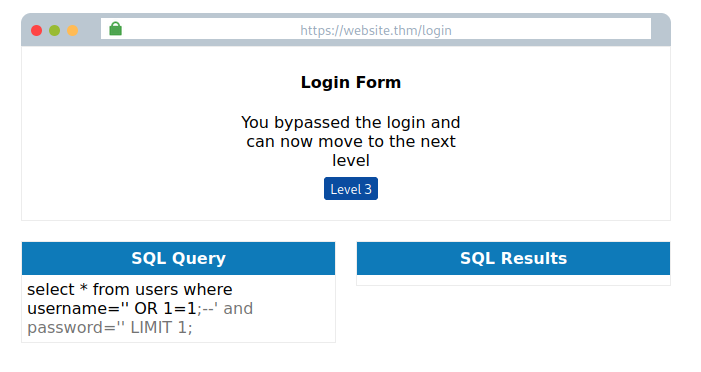 https://website.thm/login
Login Form
You bypassed the login and
can now move to the next
level
Level 3
SQL Query
select * from users where
username='' OR 1=1;--' and
password='' LIMIT 1;
SQL Results